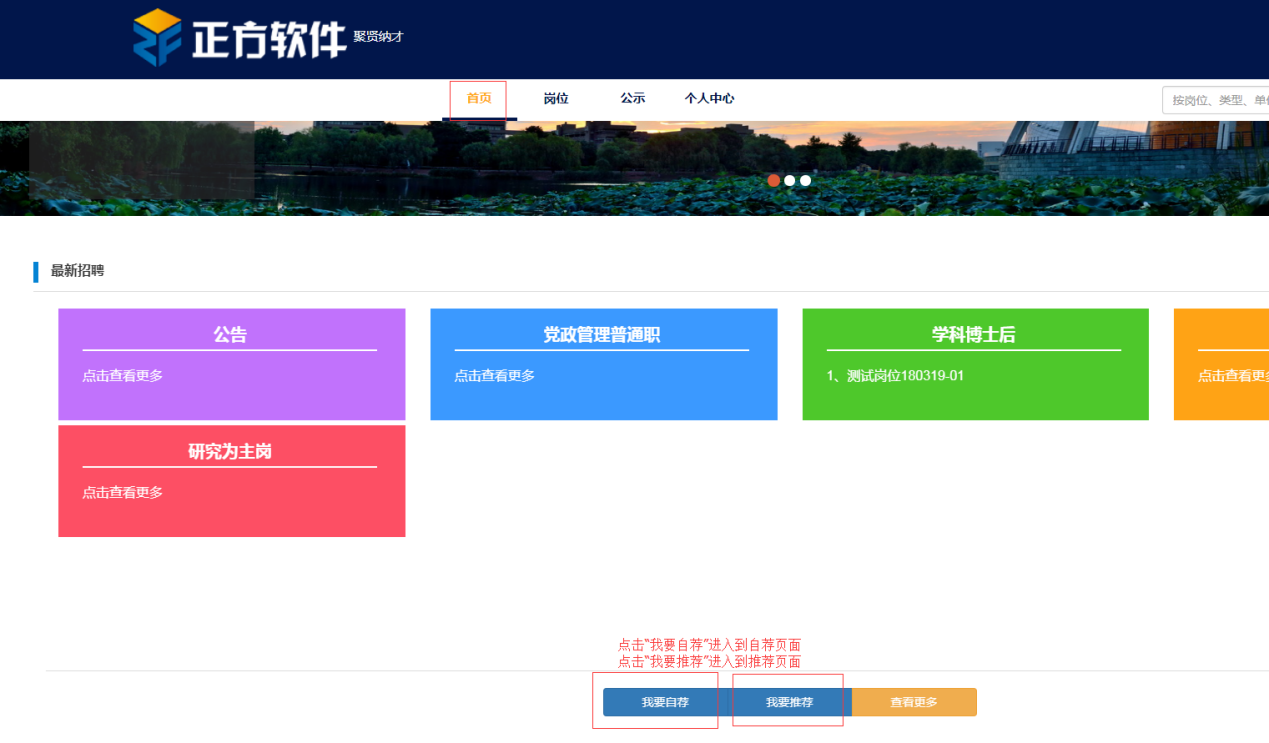 正方软件 聚贤纳才
首页 岗位 公示 个人中心
按岗位、类型、单
最新招聘
公告 党政管理普通职 学科博士后
点击查看更多 点击查看更多 1、测试岗位180319-01 点击查看更
研究为主岗
点击查看更多
点击“我要自荐”进入到自荐页面
点击“我要推荐”进入到推荐页面
我要自荐 我要推荐 查看更多